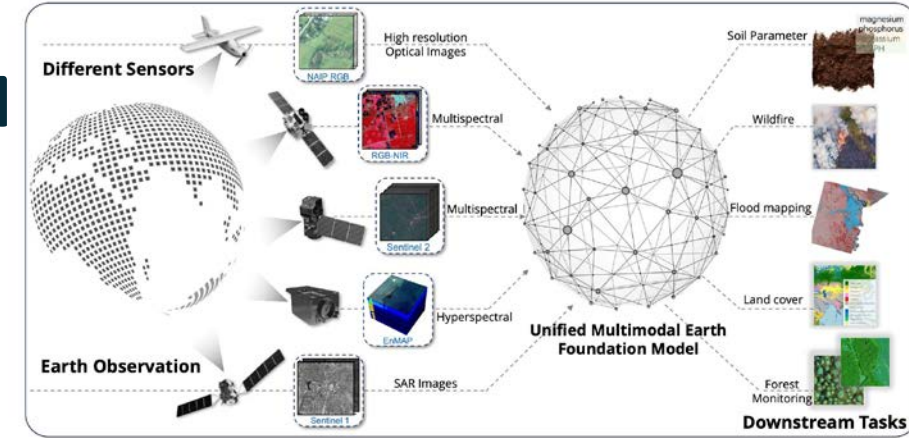 Different Sensors
NAIP RGB
High resolution
Optical Images
RGB-NIR
Multispectral
Sentinel 2
Multispectral
EnMAP
Hyperspectral
Earth Observation
Sentinel 1
SAR Images
Unified Multimodal Earth
Foundation Model
Soil Parameter
magnesium
phosphorus
Wildfire
Flood mapping
Land cover
Forest
Monitoring
Downstream Tasks